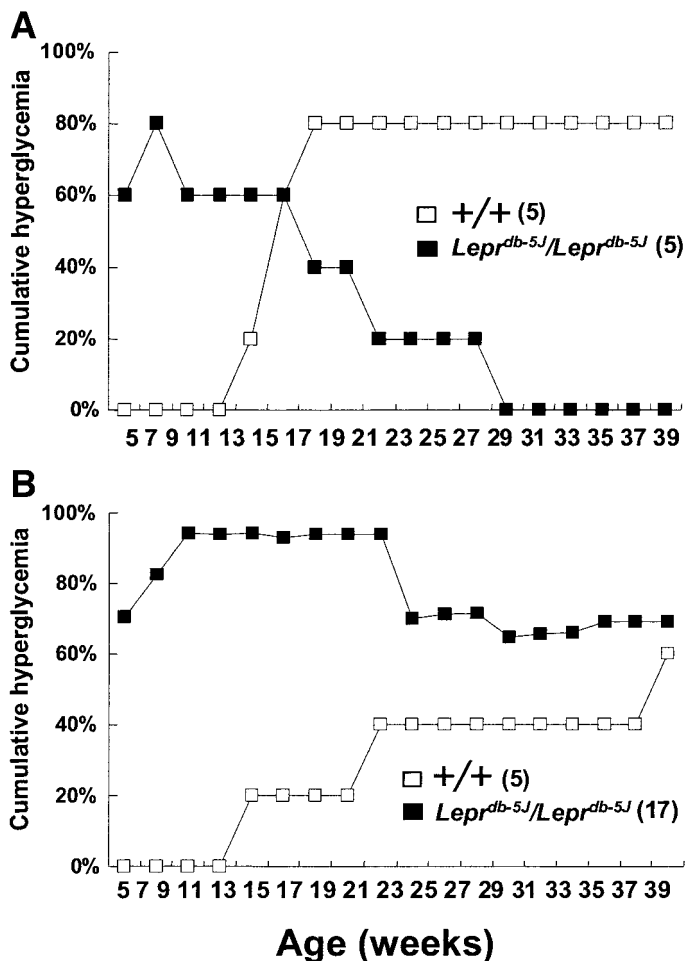 A
Cumulative hyperglycemia
100%
80%
60%
40%
20%
0%
+/+ (5)
Lepr^db-5J/Lepr^db-5J (5)
5 7 9 11 13 15 17 19 21 23 25 27 29 31 33 35 37 39
B
Cumulative hyperglycemia
100%
80%
60%
40%
20%
0%
+/+ (5)
Lepr^db-5J/Lepr^db-5J (17)
5 7 9 11 13 15 17 19 21 23 25 27 29 31 33 35 37 39
Age (weeks)